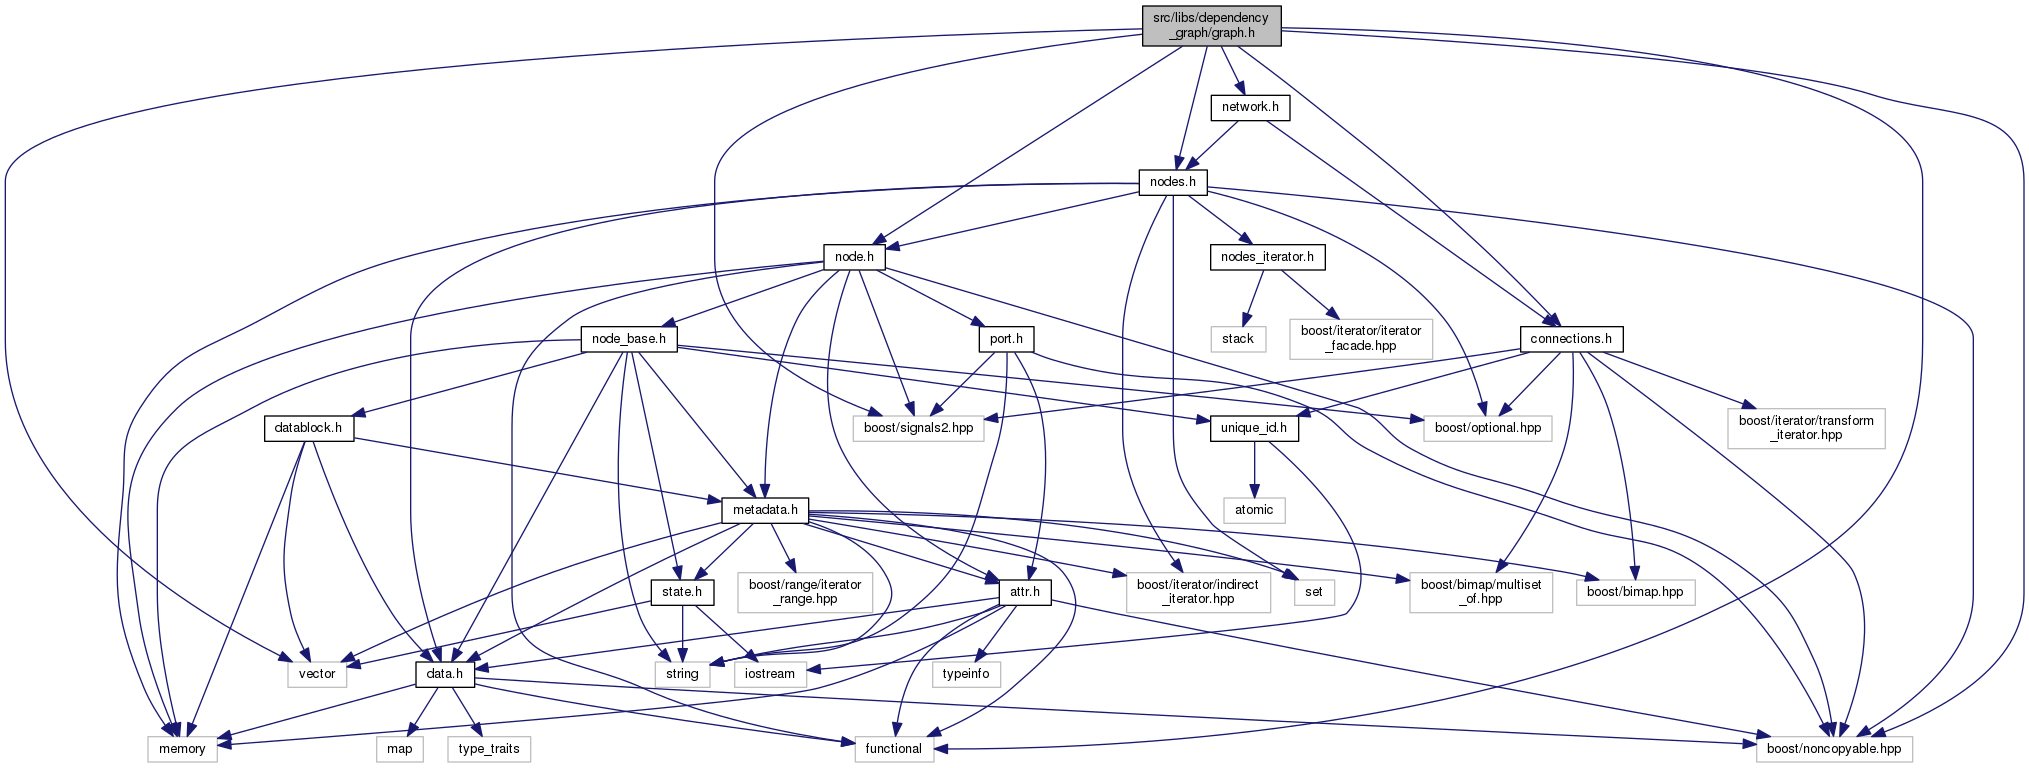 src/libs/dependency
_graph/graph.h
network.h
nodes.h
node.h
nodes_iterator.h
node_base.h
port.h
stack
boost/iterator/iterator
_facade.hpp
connections.h
datablock.h
boost/signals2.hpp
unique_id.h
boost/optional.hpp
boost/iterator/transform
_iterator.hpp
metadata.h
atomic
state.h
boost/range/iterator
_range.hpp
attr.h
boost/iterator/indirect
_iterator.hpp
set
boost/bimap/multiset
_of.hpp
boost/bimap.hpp
vector
data.h
string
iostream
typeinfo
memory
map
type_traits
functional
boost/noncopyable.hpp